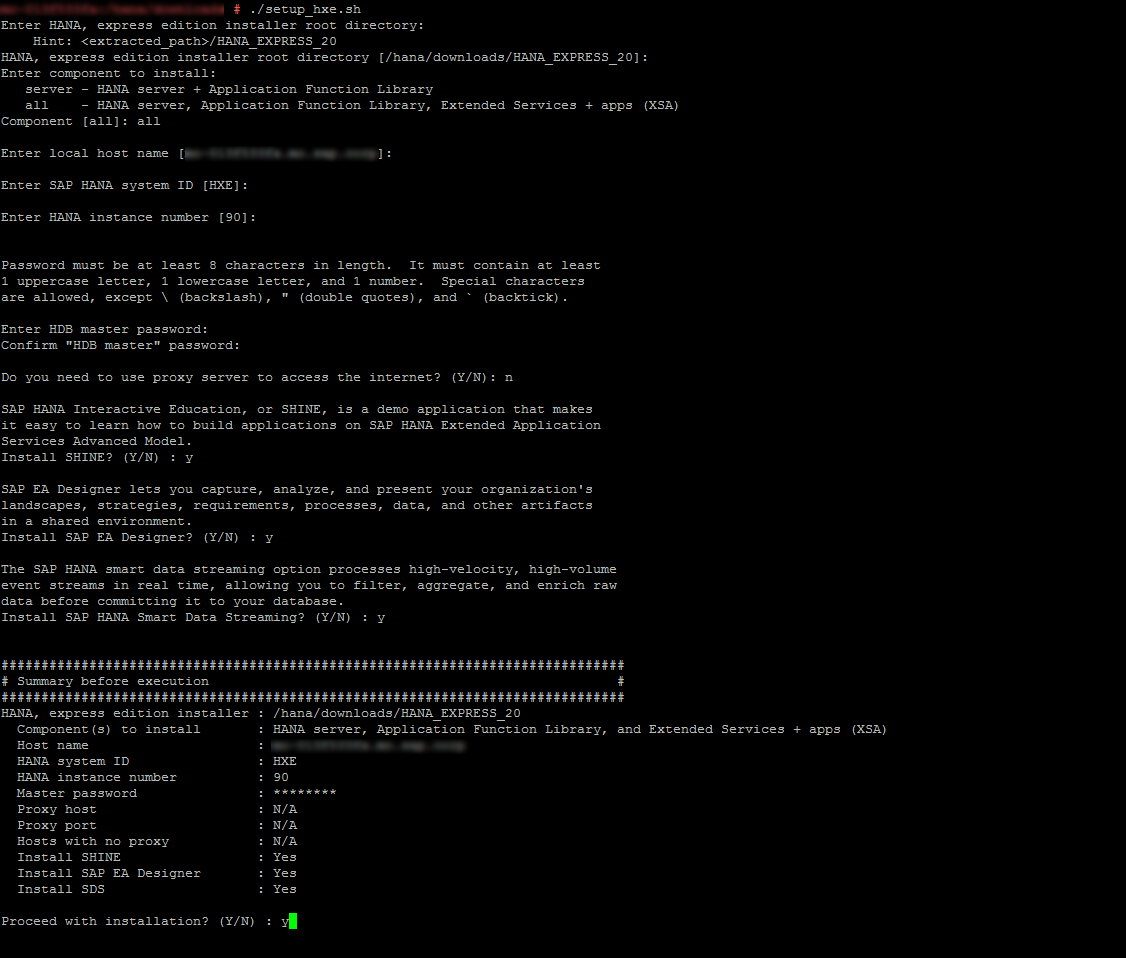 # ./setup_hxe.sh
Enter HANA, express edition installer root directory:
Hint: <extracted_path>/HANA_EXPRESS_20
HANA, express edition installer root directory [/hana/downloads/HANA_EXPRESS_20]:
Enter component to install:
server - HANA server + Application Function Library
all - HANA server, Application Function Library, Extended Services + apps (XSA)
Component [all]: all
Enter local host name [ ]:
Enter SAP HANA system ID [HXE]:
Enter HANA instance number [90]:
Password must be at least 8 characters in length. It must contain at least
1 uppercase letter, 1 lowercase letter, and 1 number. Special characters
are allowed, except \ (backslash), " (double quotes), and ` (backtick).
Enter HDB master password:
Confirm "HDB master" password:
Do you need to use proxy server to access the internet? (Y/N): n
SAP HANA Interactive Education, or SHINE, is a demo application that makes
it easy to learn how to build applications on SAP HANA Extended Application
Services Advanced Model.
Install SHINE? (Y/N) : y
SAP EA Designer lets you capture, analyze, and present your organization's
landscapes, strategies, requirements, processes, data, and other artifacts
in a shared environment.
Install SAP EA Designer? (Y/N) : y
The SAP HANA smart data streaming option processes high-velocity, high-volume
event streams in real time, allowing you to filter, aggregate, and enrich raw
data before committing it to your database.
Install SAP HANA Smart Data Streaming? (Y/N) : y
##############################################################################
# Summary before execution #
##############################################################################
HANA, express edition installer : /hana/downloads/HANA_EXPRESS_20
Component(s) to install : HANA server, Application Function Library, and Extended Services + apps (XSA)
Host name :
HANA system ID : HXE
HANA instance number : 90
Master password : ********
Proxy host : N/A
Proxy port : N/A
Hosts with no proxy : N/A
Install SHINE : Yes
Install SAP EA Designer : Yes
Install SDS : Yes
Proceed with installation? (Y/N) : y